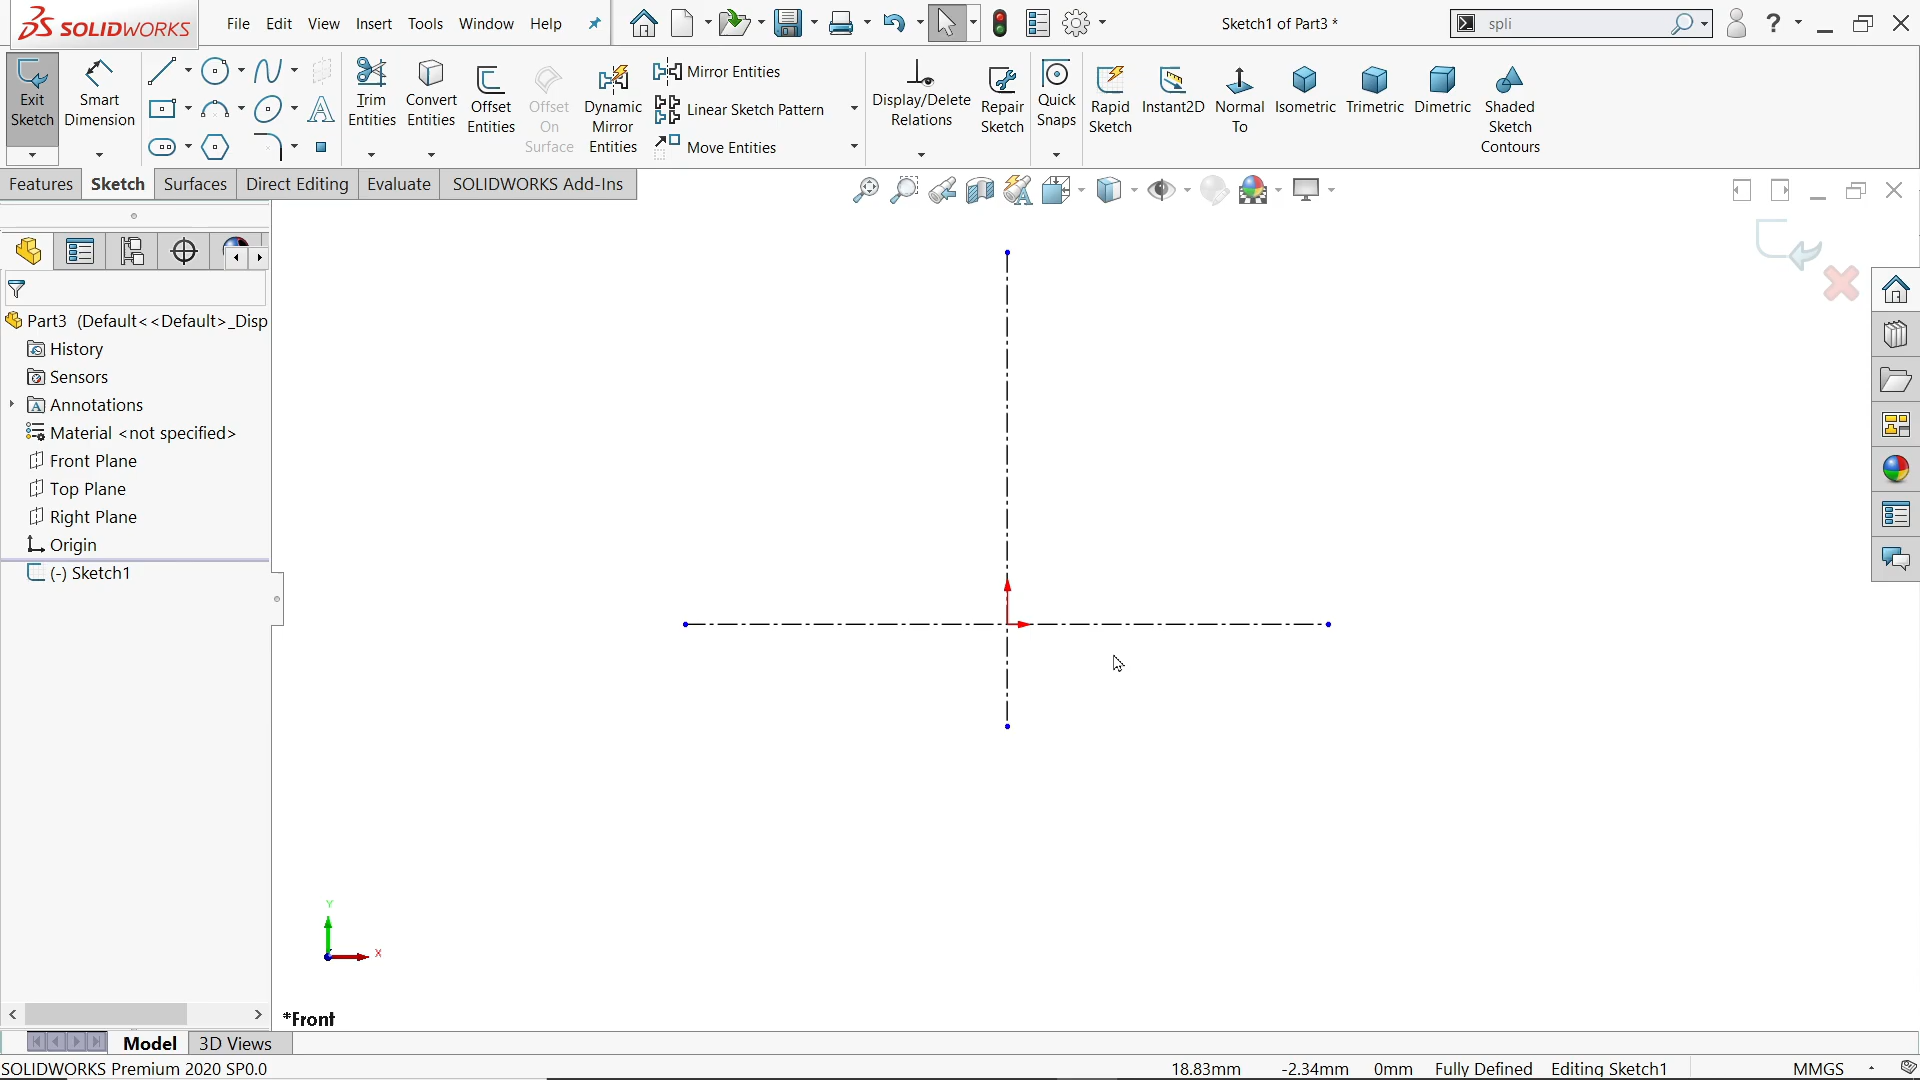 SOLIDWORKS File Edit View Insert Tools Window Help Sketch1 of Part3 * spli ?
Exit Sketch
Smart Dimension
Trim Entities
Convert Entities
Offset Entities
Offset On Surface
Dynamic Mirror Entities
Mirror Entities
Linear Sketch Pattern
Move Entities
Display/Delete Relations
Repair Sketch
Quick Snaps
Rapid Sketch
Instant2D
Normal To
Isometric
Trimetric
Dimetric
Shaded Sketch Contours
Features Sketch Surfaces Direct Editing Evaluate SOLIDWORKS Add-Ins
Part3 (Default<<Default>_Disp
History
Sensors
Annotations
Material <not specified>
Front Plane
Top Plane
Right Plane
Origin
(-) Sketch1
Y
X
*Front
Model 3D Views
SOLIDWORKS Premium 2020 SP0.0 18.83mm -2.34mm 0mm Fully Defined Editing Sketch1 MMGS